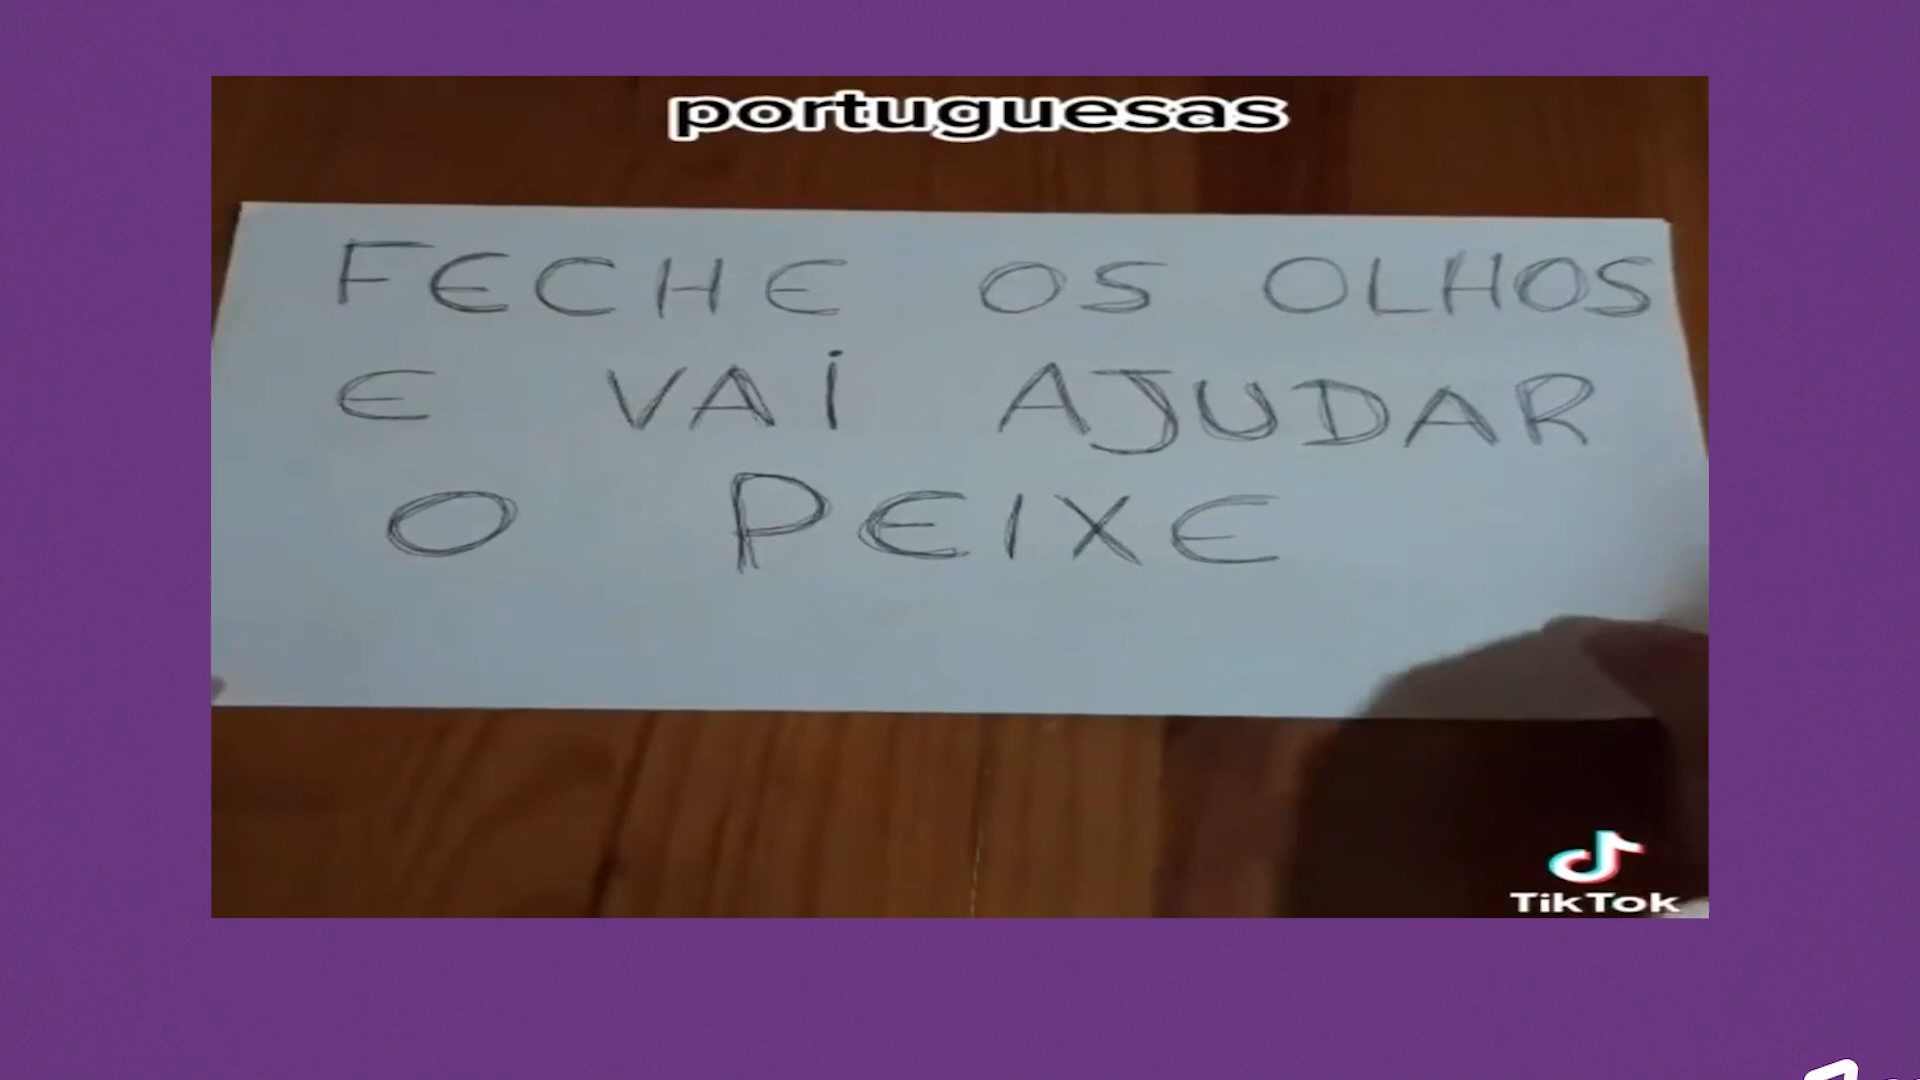 portuguesas
FECHE OS OLHOS
E VAI AJUDAR
O PEIXE
TikTok